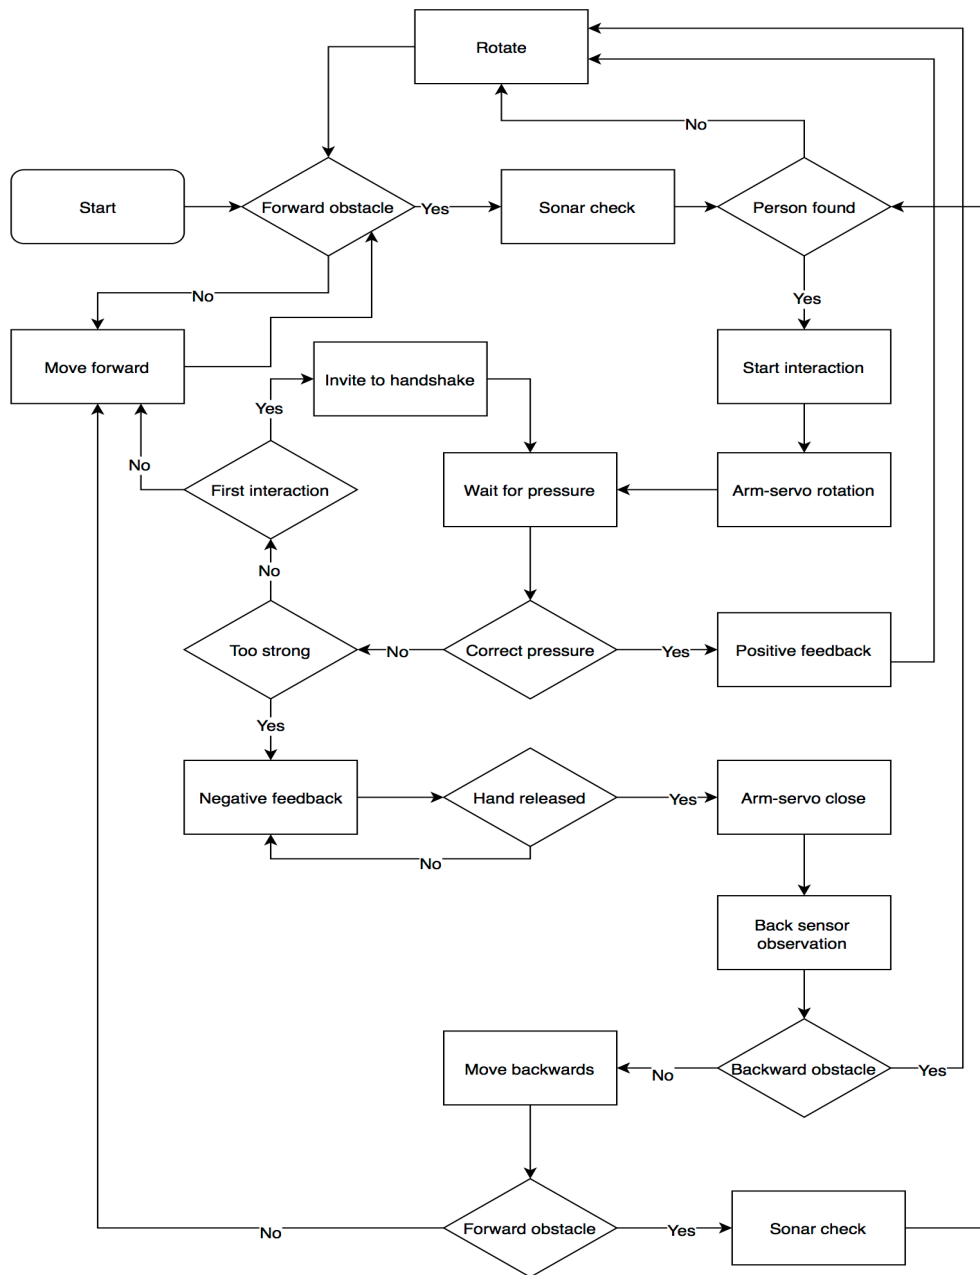 Rotate
No
Start
Forward obstacle
Yes
Sonar check
Person found
No
Yes
Move forward
Invite to handshake
Start interaction
Yes
No
First interaction
Wait for pressure
Arm-servo rotation
No
Too strong
No
Correct pressure
Yes
Positive feedback
Yes
Negative feedback
Hand released
Yes
Arm-servo close
No
Back sensor
observation
Move backwards
No
Backward obstacle
Yes
No
Forward obstacle
Yes
Sonar check